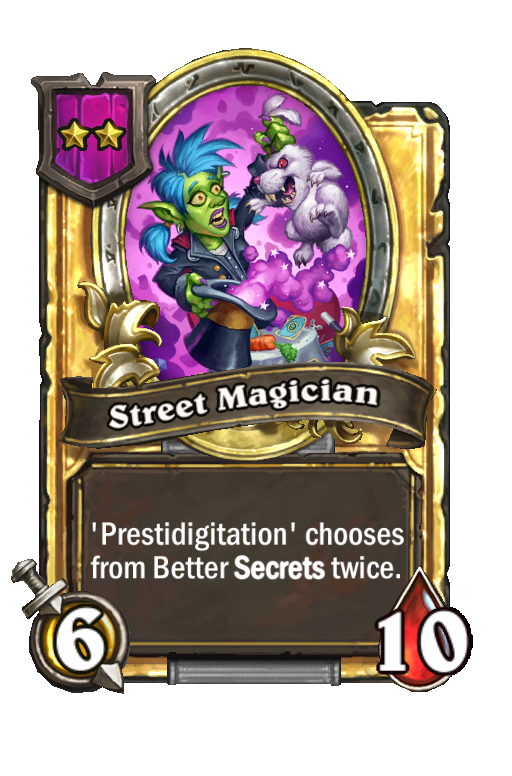 Street Magician
'Prestidigitation' chooses
from Better Secrets twice.
6
10